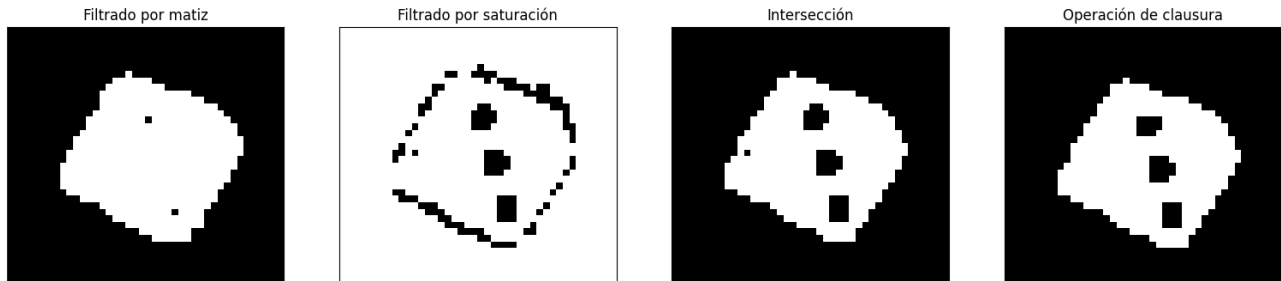 Filtrado por matiz
Filtrado por saturación
Intersección
Operación de clausura